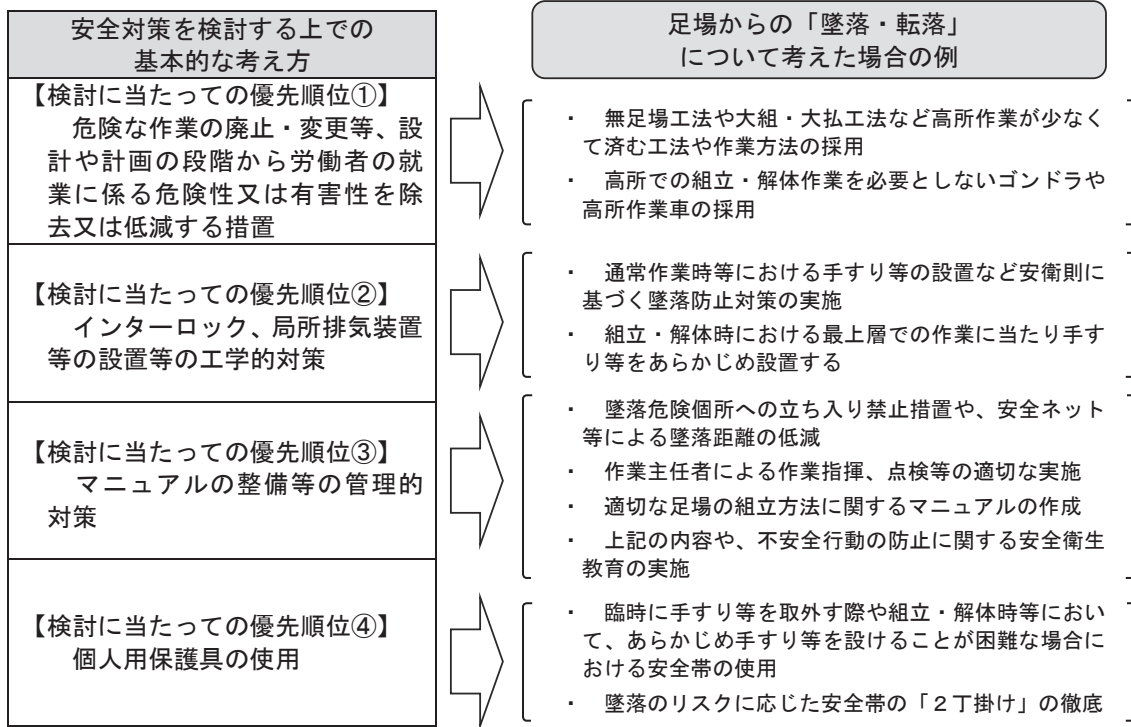 安全対策を検討する上での
基本的な考え方
足場からの「墜落・転落」
について考えた場合の例
【検討に当たっての優先順位①】
危険な作業の廃止・変更等、設
計や計画の段階から労働者の就
業に係る危険性又は有害性を除
去又は低減する措置
・　無足場工法や大組・大払工法など高所作業が少なく
て済む工法や作業方法の採用
・　高所での組立・解体作業を必要としないゴンドラや
高所作業車の採用
【検討に当たっての優先順位②】
インターロック、局所排気装置
等の設置等の工学的対策
・　通常作業時等における手すり等の設置など安衛則に
基づく墜落防止対策の実施
・　組立・解体時における最上層での作業に当たり手す
り等をあらかじめ設置する
【検討に当たっての優先順位③】
マニュアルの整備等の管理的
対策
・　墜落危険個所への立ち入り禁止措置や、安全ネット
等による墜落距離の低減
・　作業主任者による作業指揮、点検等の適切な実施
・　適切な足場の組立方法に関するマニュアルの作成
・　上記の内容や、不安全行動の防止に関する安全衛生
教育の実施
【検討に当たっての優先順位④】
個人用保護具の使用
・　臨時に手すり等を取外す際や組立・解体時等におい
て、あらかじめ手すり等を設けることが困難な場合に
おける安全帯の使用
・　墜落のリスクに応じた安全帯の「２丁掛け」の徹底